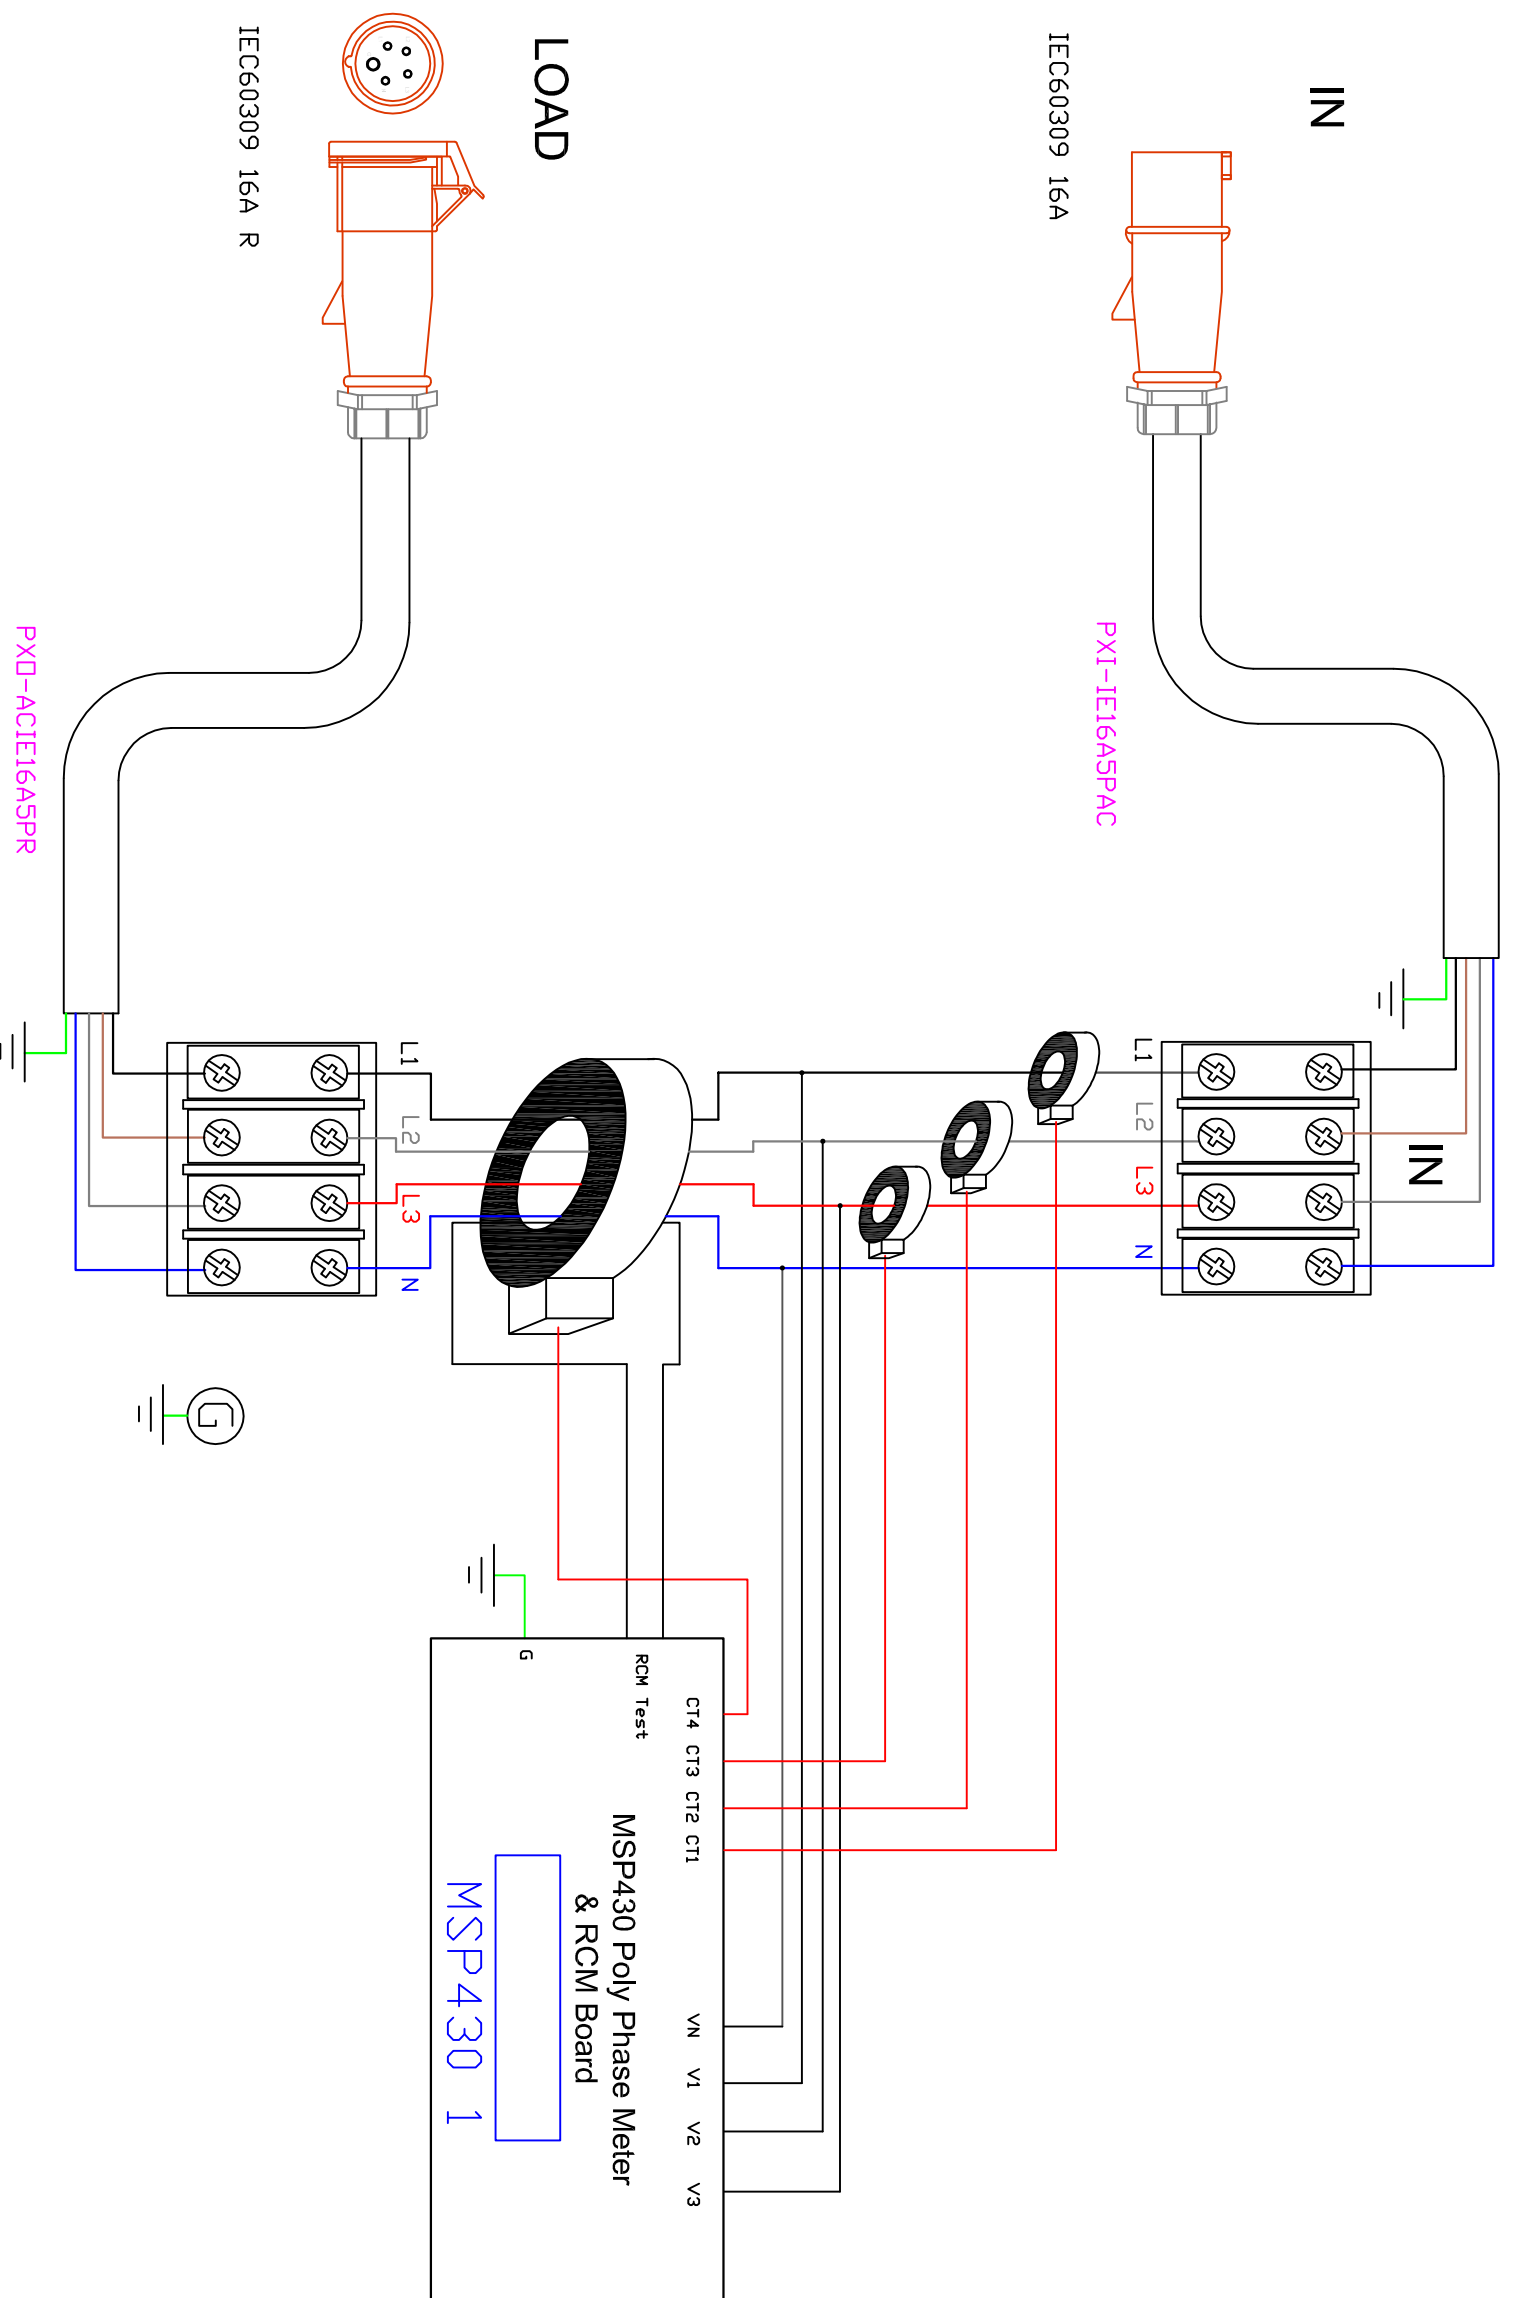 IN
IEC60309 16A
PXI-IE16A5PAC
IN
L1
L2
L3
N
LOAD
IEC60309 16A R
PXO-ACIE16A5PR
L1
L2
L3
N
G
G
RCM Test
CT4 CT3 CT2 CT1
VN V1 V2 V3
MSP430 Poly Phase Meter
& RCM Board
MSP430 1